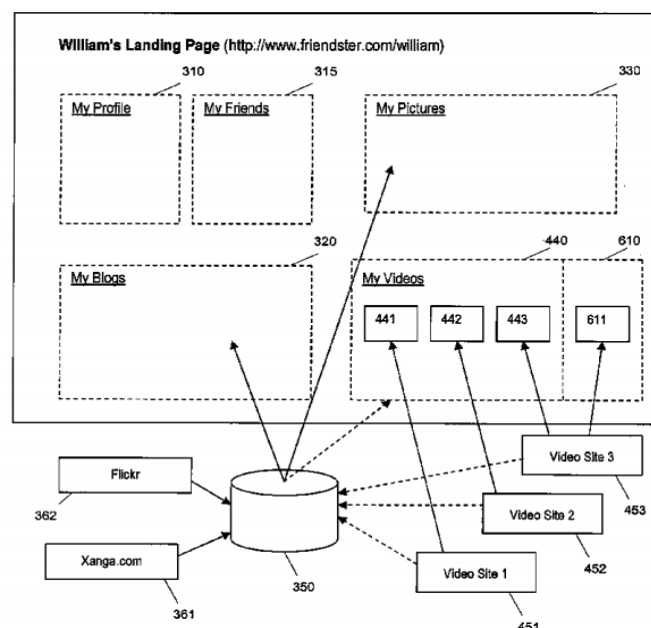 William's Landing Page (http://www.friendster.com/william)
310
315
330
My Profile
My Friends
My Pictures
320
440
610
My Blogs
My Videos
441
442
443
611
Flickr
Video Site 3
362
453
Video Site 2
Xanga.com
350
452
Video Site 1
361
451